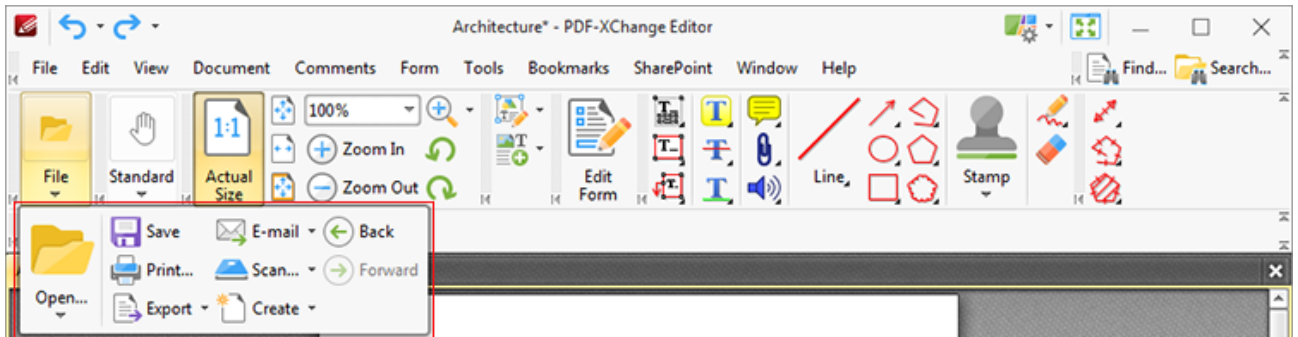 Architecture* - PDF-XChange Editor
File Edit View Document Comments Form Tools Bookmarks SharePoint Window Help Find... Search...
File Standard 1:1 Actual Size 100% Zoom In Zoom Out Edit Form Line Stamp
Save E-mail Back
Print... Scan... Forward
Open... Export Create